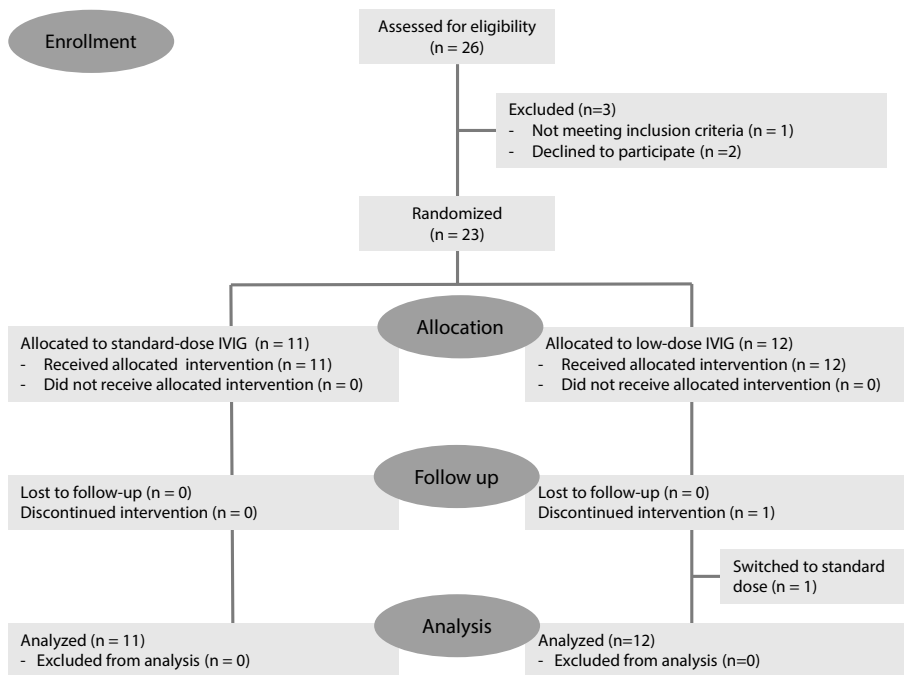 Enrollment
Assessed for eligibility
(n = 26)
Excluded (n=3)
- Not meeting inclusion criteria (n = 1)
- Declined to participate (n =2)
Randomized
(n = 23)
Allocation
Allocated to standard-dose IVIG (n = 11)
- Received allocated intervention (n = 11)
- Did not receive allocated intervention (n = 0)
Allocated to low-dose IVIG (n = 12)
- Received allocated intervention (n = 12)
- Did not receive allocated intervention (n = 0)
Follow up
Lost to follow-up (n = 0)
Discontinued intervention (n = 0)
Lost to follow-up (n = 0)
Discontinued intervention (n = 1)
Switched to standard
dose (n = 1)
Analysis
Analyzed (n = 11)
- Excluded from analysis (n = 0)
Analyzed (n=12)
- Excluded from analysis (n=0)